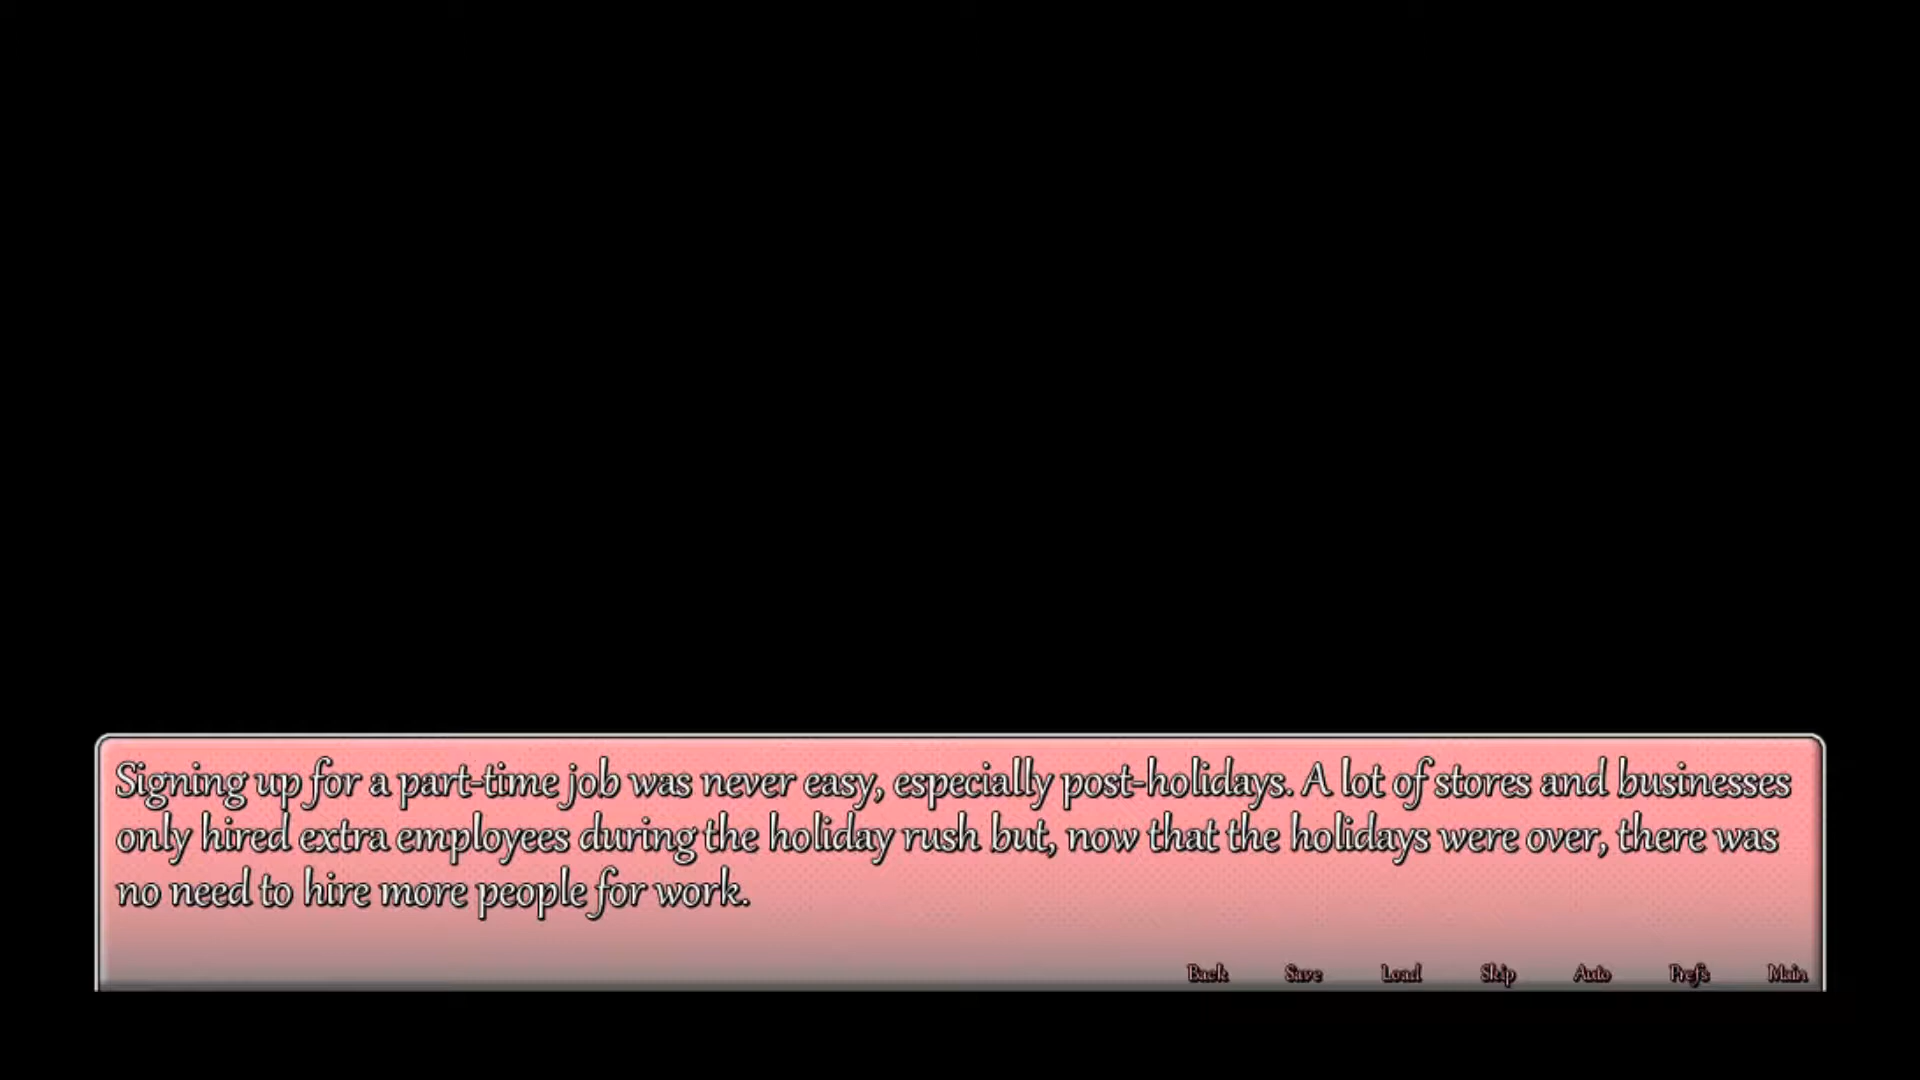 Signing up for a part-time job was never easy, especially post-holidays. A lot of stores and businesses
only hired extra employees during the holiday rush but, now that the holidays were over, there was
no need to hire more people for work.
Back Save Load Skip Auto Prefs Main